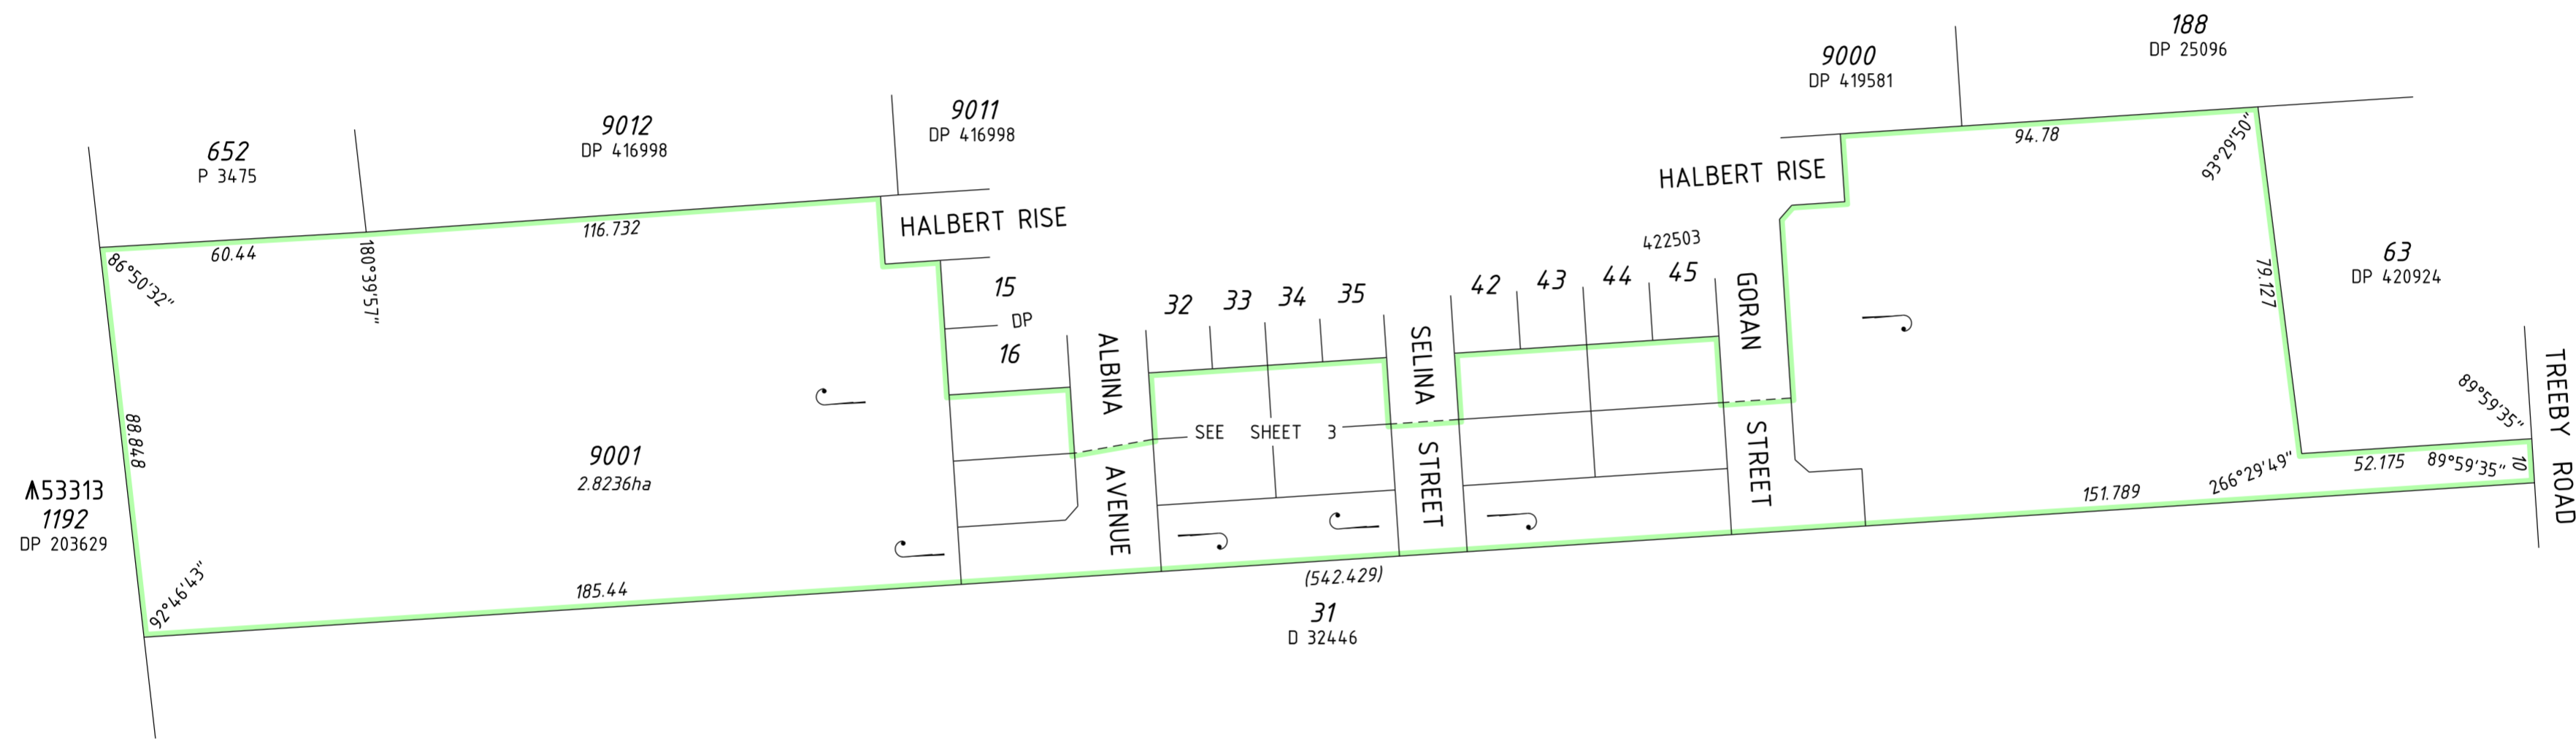 188
DP 25096
9000
DP 419581
9011
DP 416998
9012
DP 416998
652
P 3475
94.78
93°29'50"
HALBERT RISE
HALBERT RISE
116.732
60.44
86°50'32"
180°39'57"
422503
63
DP 420924
79.127
15
DP
16
32
33
34
35
42
43
44
45
ALBINA
AVENUE
SELINA
STREET
GORAN
STREET
TREEBY ROAD
SEE SHEET 3
89°59'35"
89°59'35"
10
52.175
266°29'49"
151.789
88.848
9001
2.8236ha
53313
1192
DP 203629
92°46'43"
185.44
(542.429)
31
D 32446